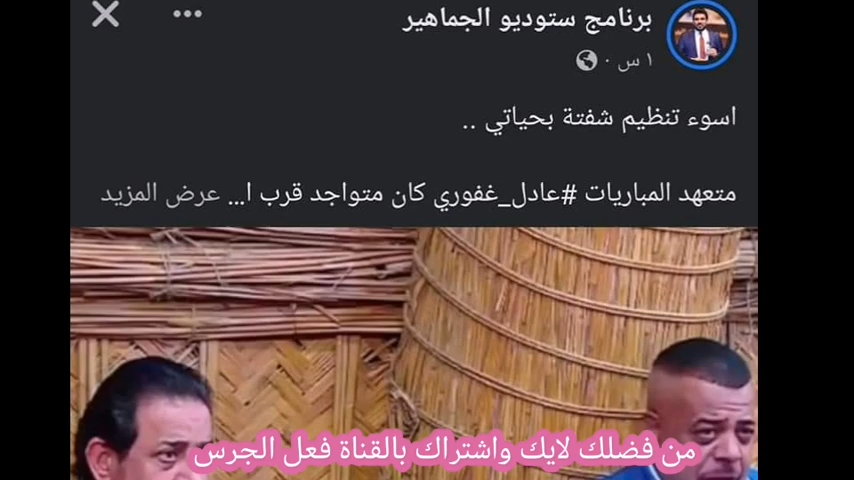 برنامج ستوديو الجماهير
١ س ·
اسوء تنظيم شفتة بحياتي ..
متعهد المباريات #عادل_غفوري كان متواجد قرب ا... عرض المزيد
من فضلك لايك واشتراك بالقناة فعل الجرس